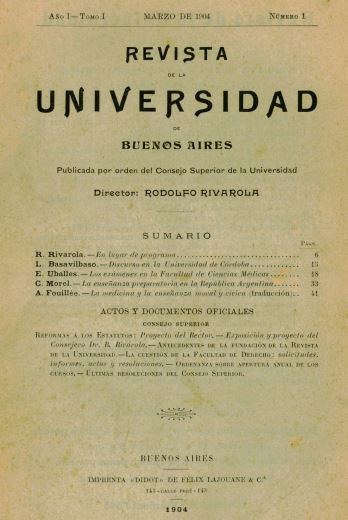 Año I—Tomo I MARZO DE 1904 Número 1
REVISTA
DE LA
UNIVERSIDAD
DE
BUENOS AIRES
Publicada por orden del Consejo Superior de la Universidad
Director: RODOLFO RIVAROLA
SUMARIO
Págs.
R. Rivarola.—En lugar de programa 6
L. Basavilbaso.—Discurso en la Universidad de Córdoba 15
E. Uballes.—Los exámenes en la Facultad de Ciencias Médicas 18
C. Morel.—La enseñanza preparatoria en la República Argentina 33
A. Fouillée.—La medicina y la enseñanza moral y cívica (traducción) 41
ACTOS Y DOCUMENTOS OFICIALES
CONSEJO SUPERIOR
Reformas á los Estatutos: Proyecto del Rector.—Exposición y proyecto del
Consejero Dr. R. Rivarola.—Antecedentes de la fundación de la Revista
de la Universidad.—La cuestión de la Facultad de Derecho: solicitudes,
informes, actas y resoluciones.—Ordenanza sobre apertura anual de los
cursos.—Últimas resoluciones del Consejo Superior.
BUENOS AIRES
IMPRENTA «DIDOT» DE FÉLIX LAJOUANE & C.ª
143—CALLE PERÚ—143
1904